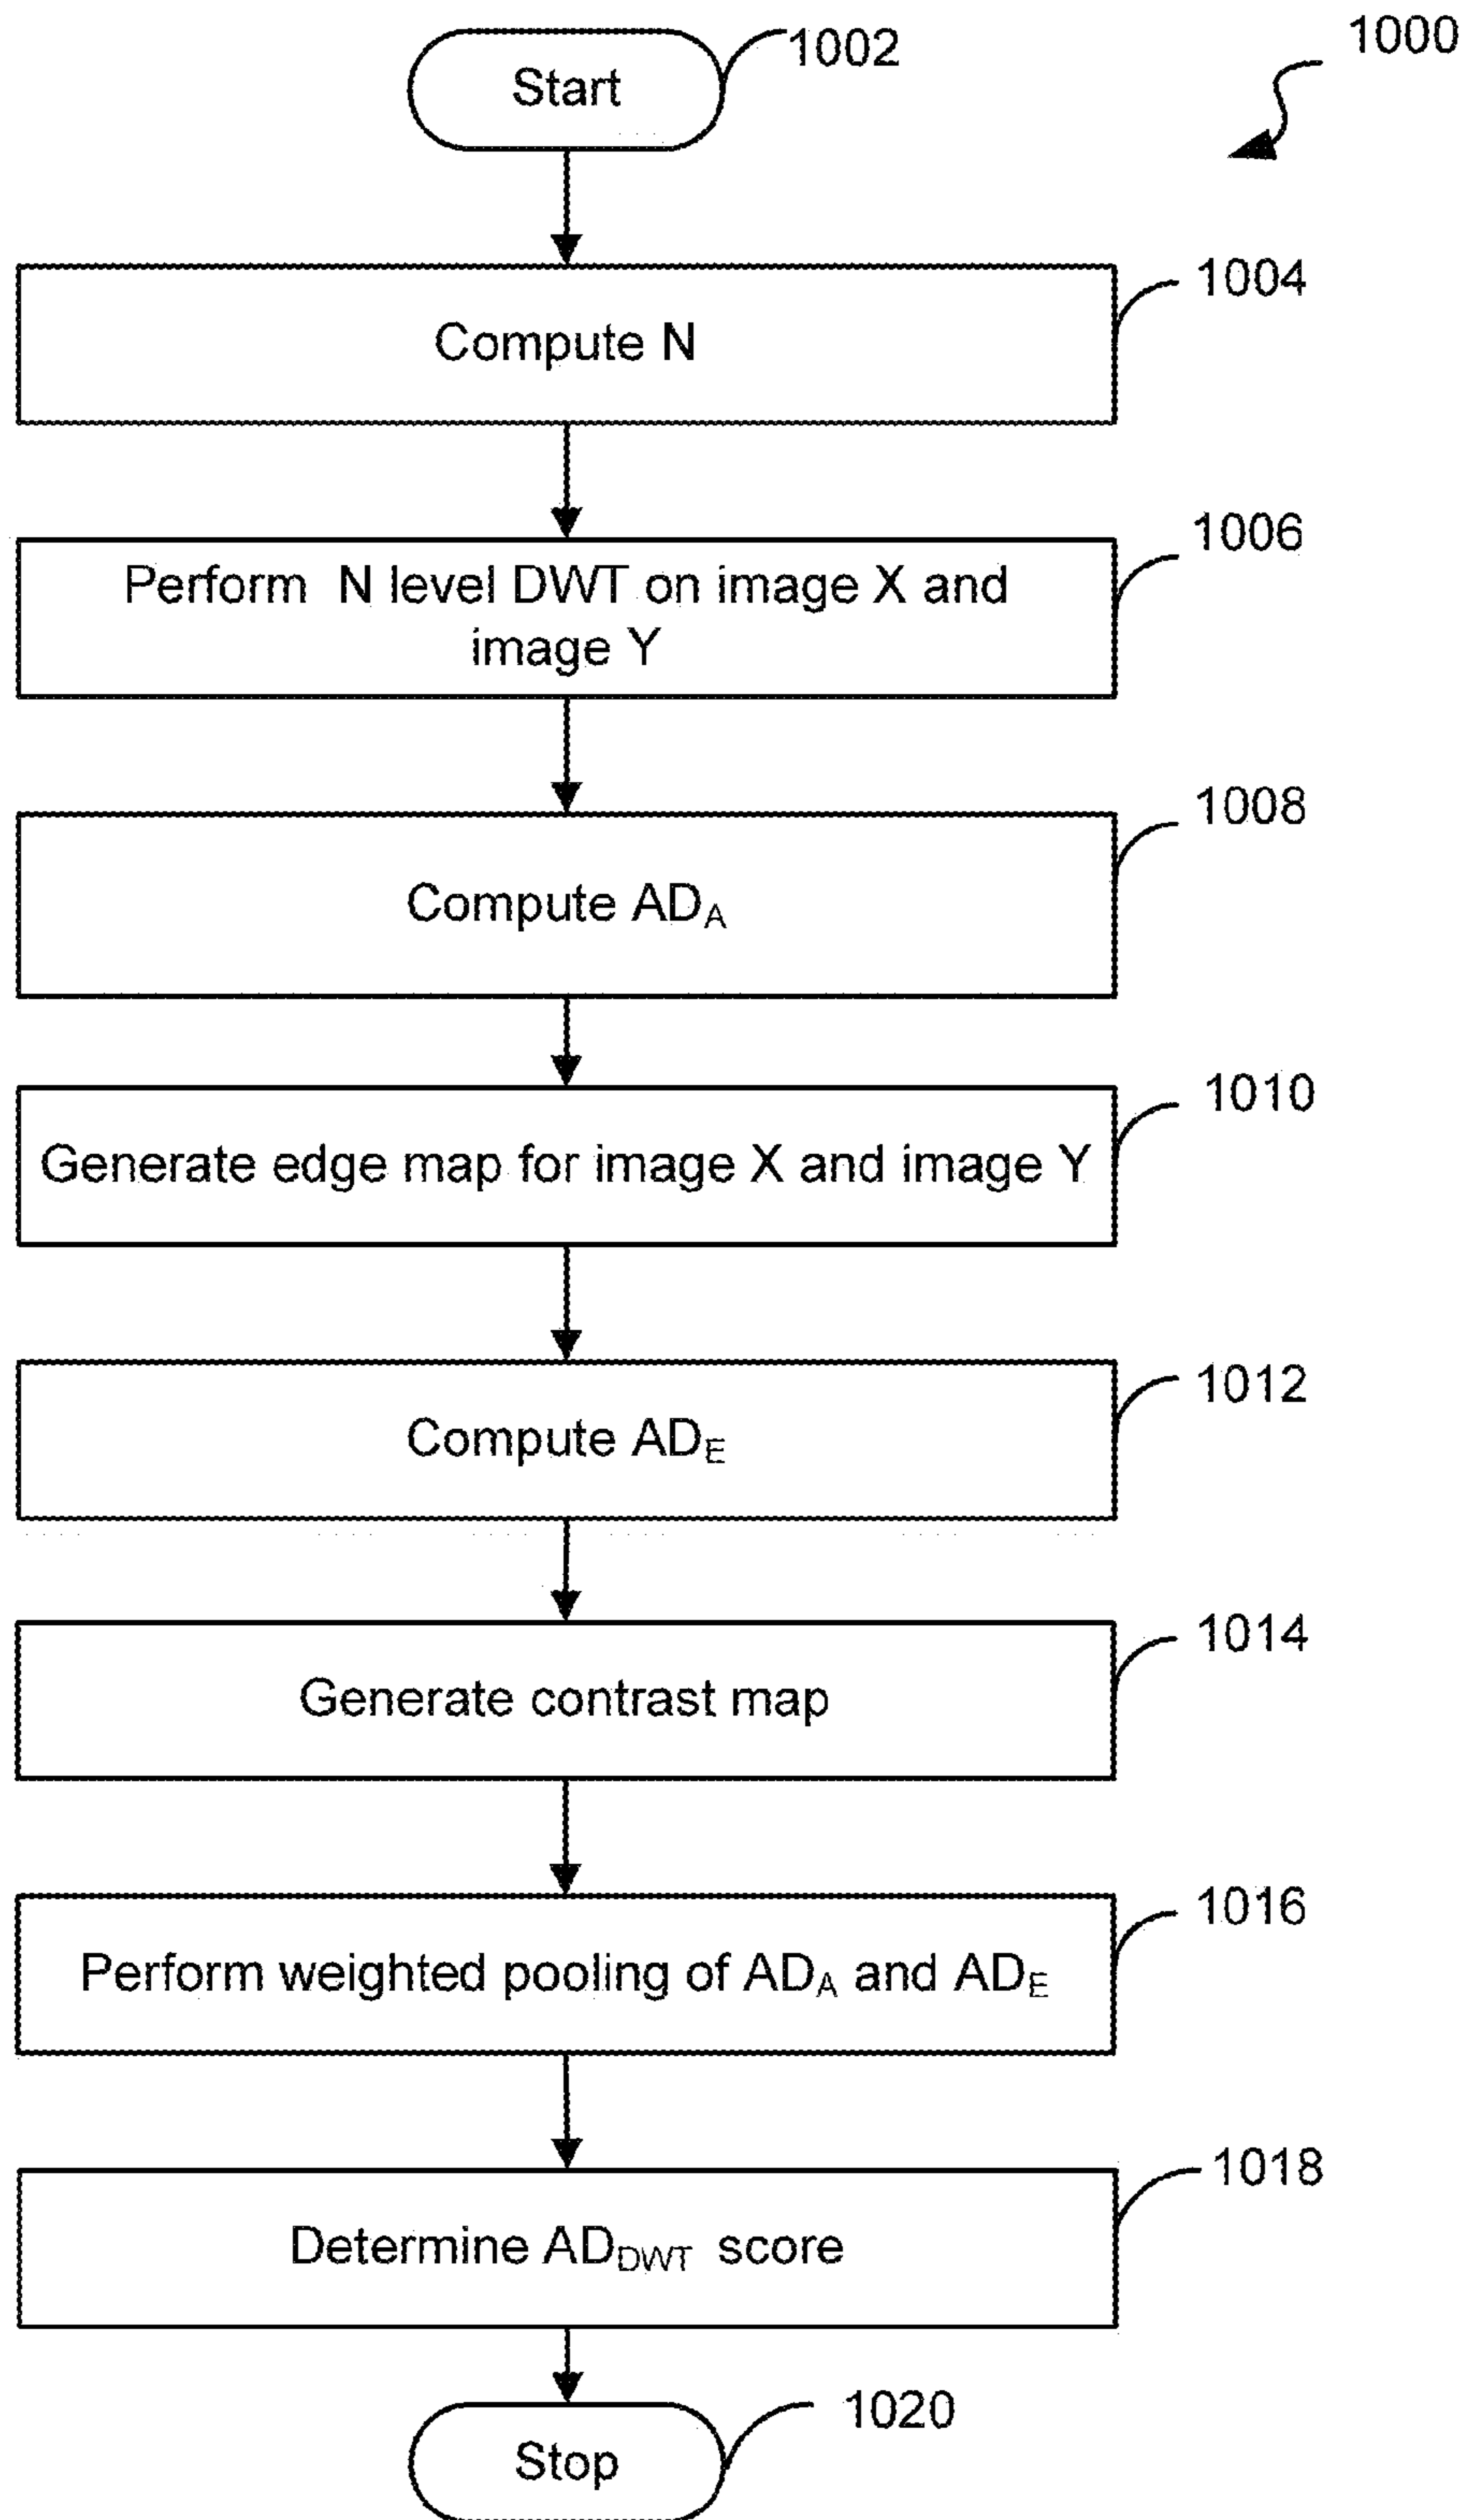 1000
Start
1002
Compute N
1004
Perform N level DWT on image X and
image Y
1006
Compute ADA
1008
Generate edge map for image X and image Y
1010
Compute ADE
1012
Generate contrast map
1014
Perform weighted pooling of ADA and ADE
1016
Determine ADDWT score
1018
Stop
1020